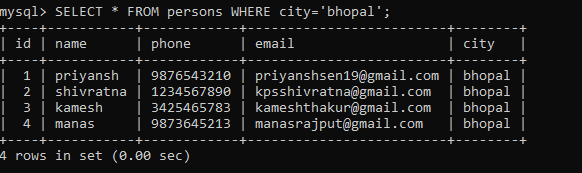 mysql> SELECT * FROM persons WHERE city='bhopal';
+----+-----------+------------+-------------------------+--------+
| id | name      | phone      | email                   | city   |
+----+-----------+------------+-------------------------+--------+
|  1 | priyansh  | 9876543210 | priyanshsen19@gmail.com | bhopal |
|  2 | shivratna | 1234567890 | kpsshivratna@gmail.com  | bhopal |
|  3 | kamesh    | 3425465783 | kameshthakur@gmail.com  | bhopal |
|  4 | manas     | 9873645213 | manasrajput@gmail.com   | bhopal |
+----+-----------+------------+-------------------------+--------+
4 rows in set (0.00 sec)